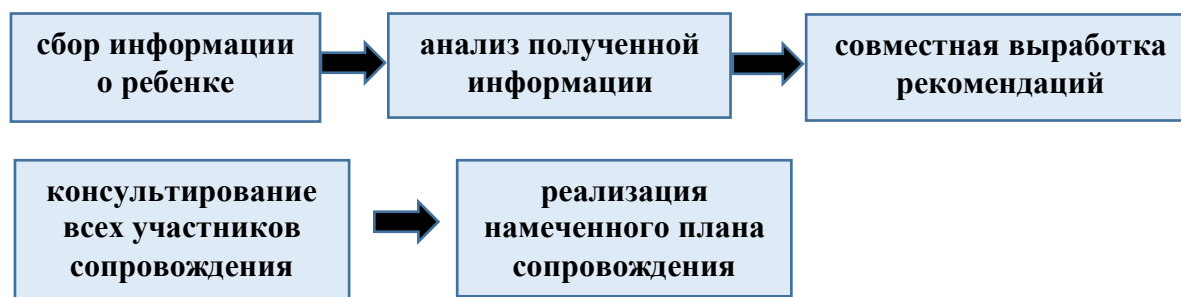 сбор информации
о ребенке
анализ полученной
информации
совместная выработка
рекомендаций
консультирование
всех участников
сопровождения
реализация
намеченного плана
сопровождения